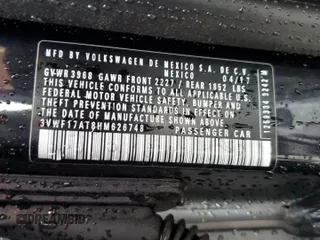 MFD BY VOLKSWAGEN DE MEXICO S.A. DE C.V.
MEXICO 04/17
GVWR 3968 GAWR FRONT 2227 / REAR 1852 LBS
THIS VEHICLE CONFORMS TO ALL APPLICABLE
FEDERAL MOTOR VEHICLE SAFETY, BUMPER AND
THEFT PREVENTION STANDARDS IN EFFECT ON
THE DATE OF MANUFACTURE SHOWN ABOVE.
3VWF17AT8HM628748 PASSENGER CAR